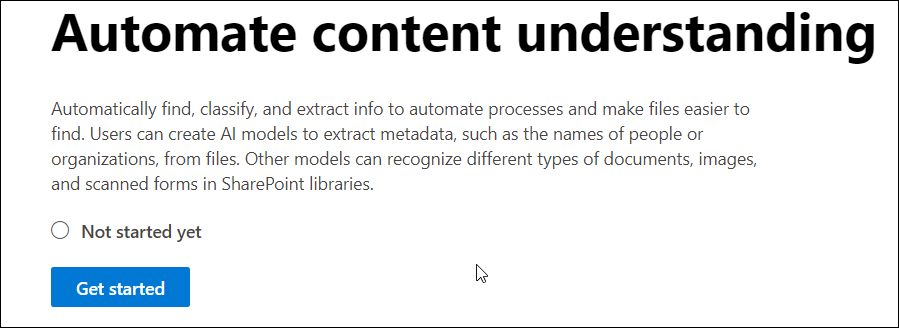 Automate content understanding
Automatically find, classify, and extract info to automate processes and make files easier to
find. Users can create AI models to extract metadata, such as the names of people or
organizations, from files. Other models can recognize different types of documents, images,
and scanned forms in SharePoint libraries.
Not started yet
Get started